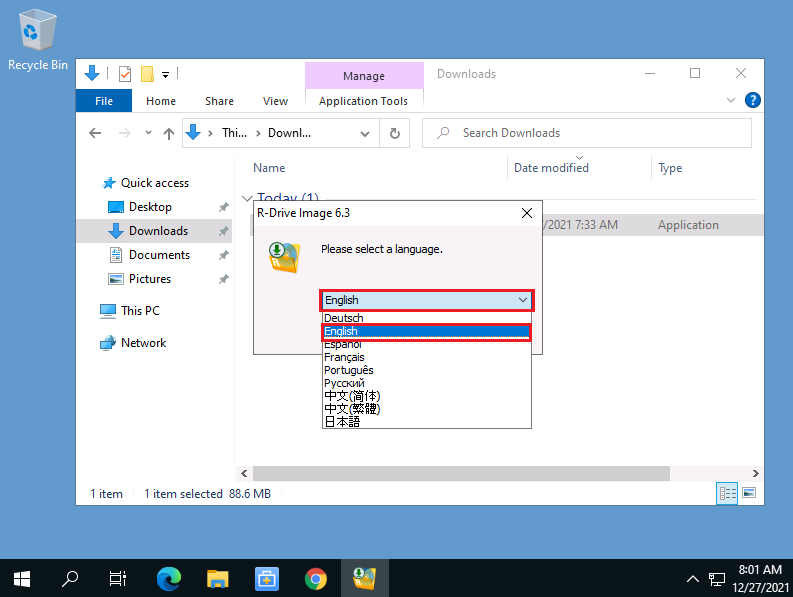 Recycle Bin
Manage
Downloads
File
Home
Share
View
Application Tools
?
Thi...
Downl...
Search Downloads
Name
Date modified
Type
Quick access
Desktop
Downloads
Documents
Pictures
This PC
Network
Today (1)
/2021 7:33 AM
Application
R-Drive Image 6.3
Please select a language.
English
Deutsch
English
Español
Français
Português
Русский
中文(简体)
中文(繁體)
日本語
1 item
1 item selected
88.6 MB
8:01 AM
12/27/2021